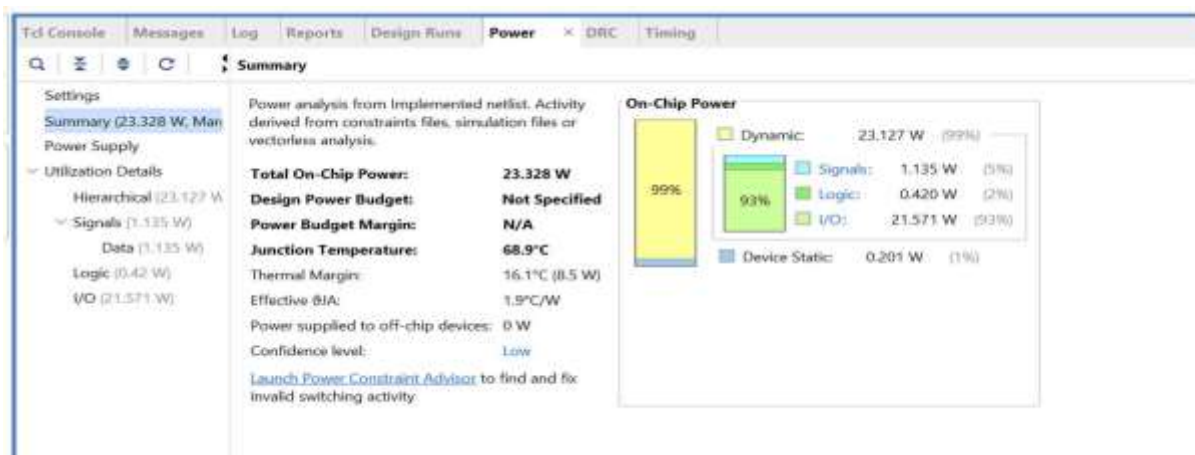 Tcl Console Messages Log Reports Design Runs Power × DRC Timing
Summary
Settings
Summary (23.328 W, Mar
Power Supply
Utilization Details
Hierarchical (23.127 W
Signals (1.135 W)
Data (1.135 W)
Logic (0.42 W)
I/O (21.571 W)
Power analysis from Implemented netlist. Activity
derived from constraints files, simulation files or
vectorless analysis.
Total On-Chip Power: 23.328 W
Design Power Budget: Not Specified
Power Budget Margin: N/A
Junction Temperature: 68.9°C
Thermal Margin: 16.1°C (8.5 W)
Effective ϑJA: 1.9°C/W
Power supplied to off-chip devices: 0 W
Confidence level: Low
Launch Power Constraint Advisor to find and fix
invalid switching activity
On-Chip Power
99%
93%
Dynamic: 23.127 W (99%)
Signals: 1.135 W (5%)
Logic: 0.420 W (2%)
I/O: 21.571 W (93%)
Device Static: 0.201 W (1%)